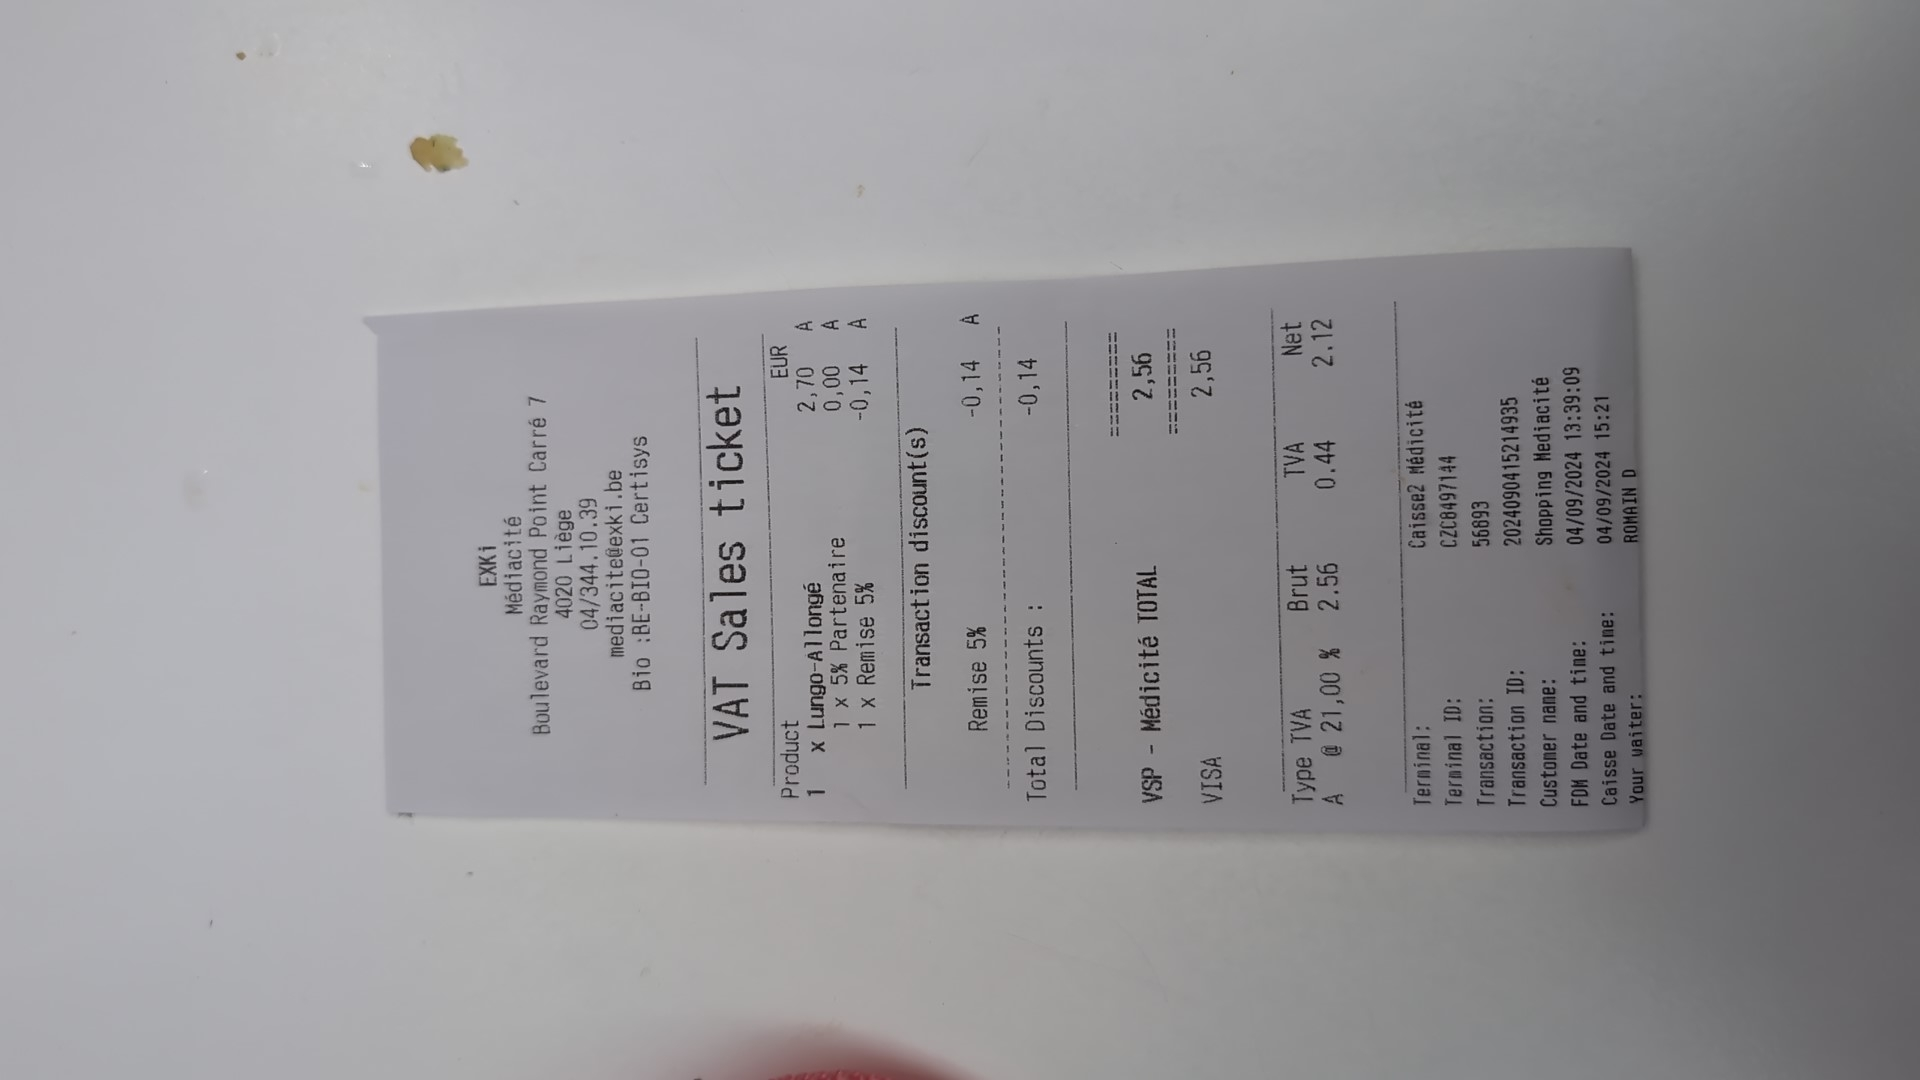 EXKi
Médiacité
Boulevard Raymond Point Carré 7
4020 Liège
04/344.10.39
mediacite@exki.be
Bio :BE-BIO-01 Certisys
VAT Sales ticket
Product EUR
1 x Lungo-Allongé 2,70 A
1 x 5% Partenaire 0,00 A
1 x Remise 5% -0,14 A
Transaction discount(s)
Remise 5% -0,14 A
Total Discounts : -0,14
=========
VSP - Médicité TOTAL 2,56
=========
VISA 2,56
Type TVA Brut TVA Net
A @ 21,00 % 2.56 0.44 2.12
Terminal: Caisse2 Médicité
Terminal ID: CZC8497144
Transaction: 56893
Transaction ID: 2024090415214935
Customer name: Shopping Mediacité
FDM Date and time: 04/09/2024 13:39:09
Caisse Date and time: 04/09/2024 15:21
Your waiter: ROMAIN D